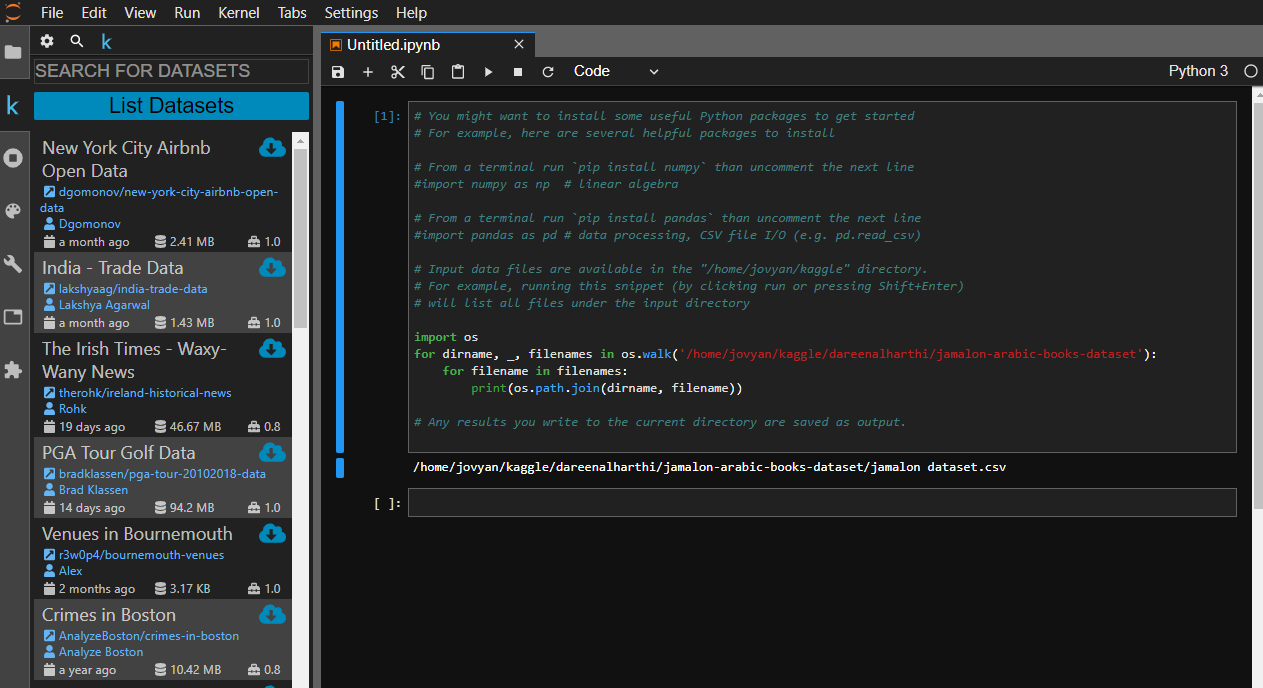 File Edit View Run Kernel Tabs Settings Help
k
SEARCH FOR DATASETS
k
List Datasets
New York City Airbnb
Open Data
dgomonov/new-york-city-airbnb-open-
data
Dgomonov
a month ago 2.41 MB 1.0
India - Trade Data
lakshyaag/india-trade-data
Lakshya Agarwal
a month ago 1.43 MB 1.0
The Irish Times - Waxy-
Wany News
therohk/ireland-historical-news
Rohk
19 days ago 46.67 MB 0.8
PGA Tour Golf Data
bradklassen/pga-tour-20102018-data
Brad Klassen
14 days ago 94.2 MB 1.0
Venues in Bournemouth
r3w0p4/bournemouth-venues
Alex
2 months ago 3.17 KB 1.0
Crimes in Boston
AnalyzeBoston/crimes-in-boston
Analyze Boston
a year ago 10.42 MB 0.8
Untitled.ipynb
Code Python 3
[1]:
# You might want to install some useful Python packages to get started
# For example, here are several helpful packages to install
# From a terminal run `pip install numpy` than uncomment the next line
#import numpy as np  # linear algebra
# From a terminal run `pip install pandas` than uncomment the next line
#import pandas as pd # data processing, CSV file I/O (e.g. pd.read_csv)
# Input data files are available in the "/home/jovyan/kaggle" directory.
# For example, running this snippet (by clicking run or pressing Shift+Enter)
# will list all files under the input directory
import os
for dirname, _, filenames in os.walk('/home/jovyan/kaggle/dareenalharthi/jamalon-arabic-books-dataset'):
    for filename in filenames:
        print(os.path.join(dirname, filename))
# Any results you write to the current directory are saved as output.
/home/jovyan/kaggle/dareenalharthi/jamalon-arabic-books-dataset/jamalon dataset.csv
[ ]: